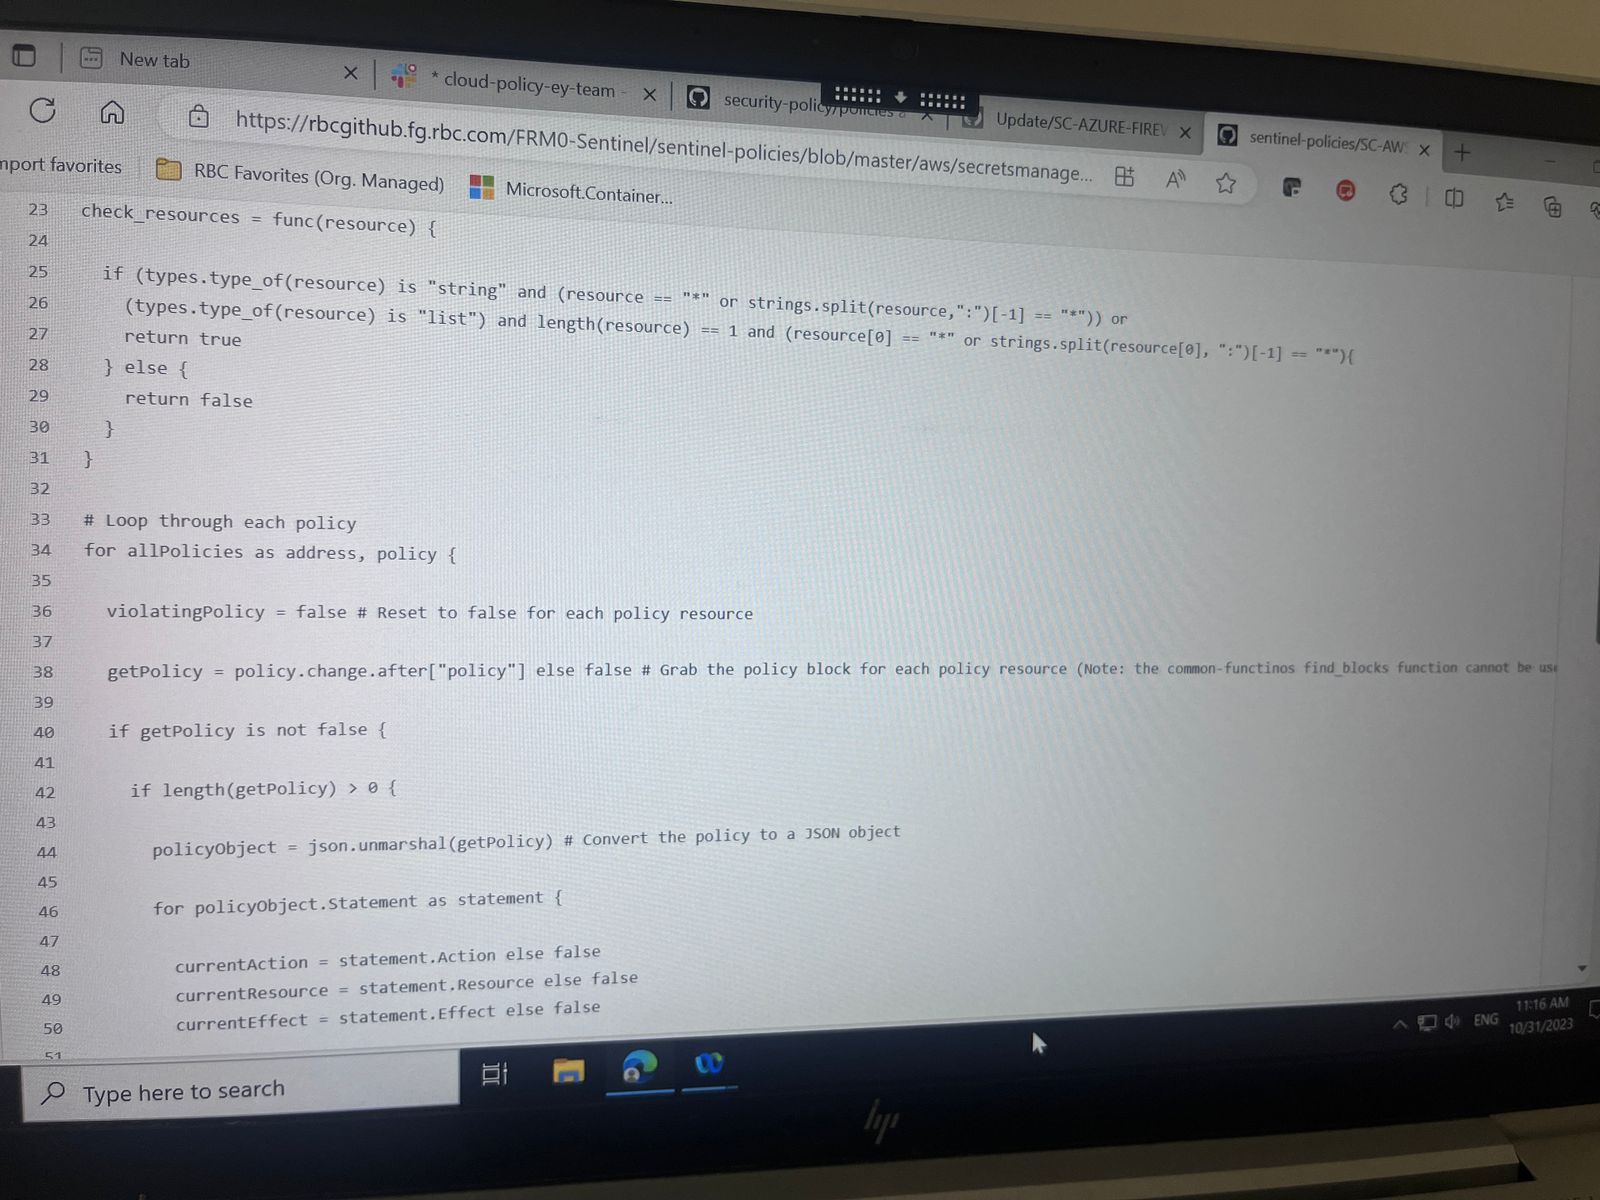 New tab
* cloud-policy-ey-team -
security-policy/policies
Update/SC-AZURE-FIREW
sentinel-policies/SC-AWS
https://rbcgithub.fg.rbc.com/FRM0-Sentinel/sentinel-policies/blob/master/aws/secretsmanage...
mport favorites
RBC Favorites (Org. Managed)
Microsoft.Container...
23 check_resources = func(resource) {
24
25 if (types.type_of(resource) is "string" and (resource == "*" or strings.split(resource,":")[-1] == "*")) or
26 (types.type_of(resource) is "list") and length(resource) == 1 and (resource[0] == "*" or strings.split(resource[0], ":")[-1] == "*"){
27 return true
28 } else {
29 return false
30 }
31 }
32
33 # Loop through each policy
34 for allPolicies as address, policy {
35
36 violatingPolicy = false # Reset to false for each policy resource
37
38 getPolicy = policy.change.after["policy"] else false # Grab the policy block for each policy resource (Note: the common-functinos find_blocks function cannot be use
39
40 if getPolicy is not false {
41
42 if length(getPolicy) > 0 {
43
44 policyObject = json.unmarshal(getPolicy) # Convert the policy to a JSON object
45
46 for policyObject.Statement as statement {
47
48 currentAction = statement.Action else false
49 currentResource = statement.Resource else false
50 currentEffect = statement.Effect else false
51
Type here to search
ENG
11:16 AM
10/31/2023
hp